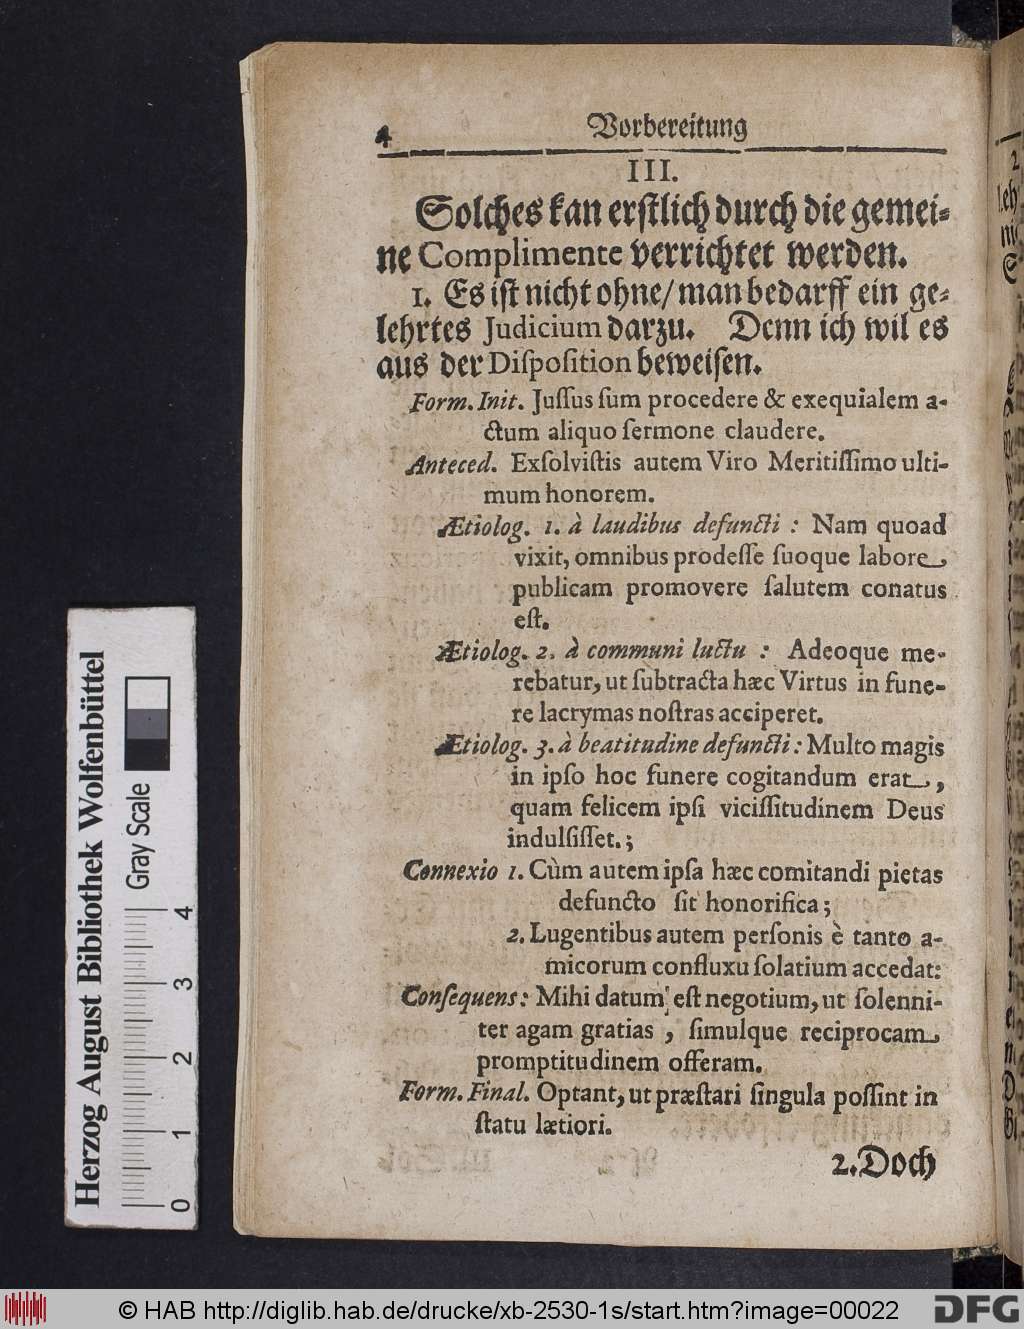 4 Vorbereitung
III.
Solches kan erſtlich durch die gemei⸗
ne Complimente verrichtet werden.
1. Es iſt nicht ohne/ man bedarff ein ge⸗
lehrtes Judicium darzu. Denn ich wil es
aus der Diſpoſition beweiſen.
Form. Init. Juſſus ſum procedere & exequialem a-
ctum aliquo ſermone claudere.
Anteced. Exſolviſtis autem Viro Meritiſſimo ulti-
mum honorem.
Ætiolog. 1. à laudibus defuncti : Nam quoad
vixit, omnibus prodeſſe ſuoque labore
publicam promovere ſalutem conatus
eſt.
Ætiolog. 2. à communi luctu : Adeoque me-
rebatur, ut ſubtracta hæc Virtus in fune-
re lacrymas noſtras acciperet.
Ætiolog. 3. à beatitudine defuncti : Multo magis
in ipſo hoc funere cogitandum erat,
quam felicem ipſi viciſſitudinem Deus
indulſiſſet.;
Connexio 1. Cùm autem ipſa hæc comitandi pietas
defuncto ſit honorifica;
2. Lugentibus autem perſonis è tanto a-
micorum confluxu ſolatium accedat:
Conſequens: Mihi datum eſt negotium, ut ſolenni-
ter agam gratias, ſimulque reciprocam
promptitudinem offeram.
Form. Final. Optant, ut præſtari ſingula poſſint in
ſtatu lætiori.
2. Doch
Herzog August Bibliothek Wolfenbüttel
Gray Scale
0 1 2 3 4
© HAB http://diglib.hab.de/drucke/xb-2530-1s/start.htm?image=00022
DFG